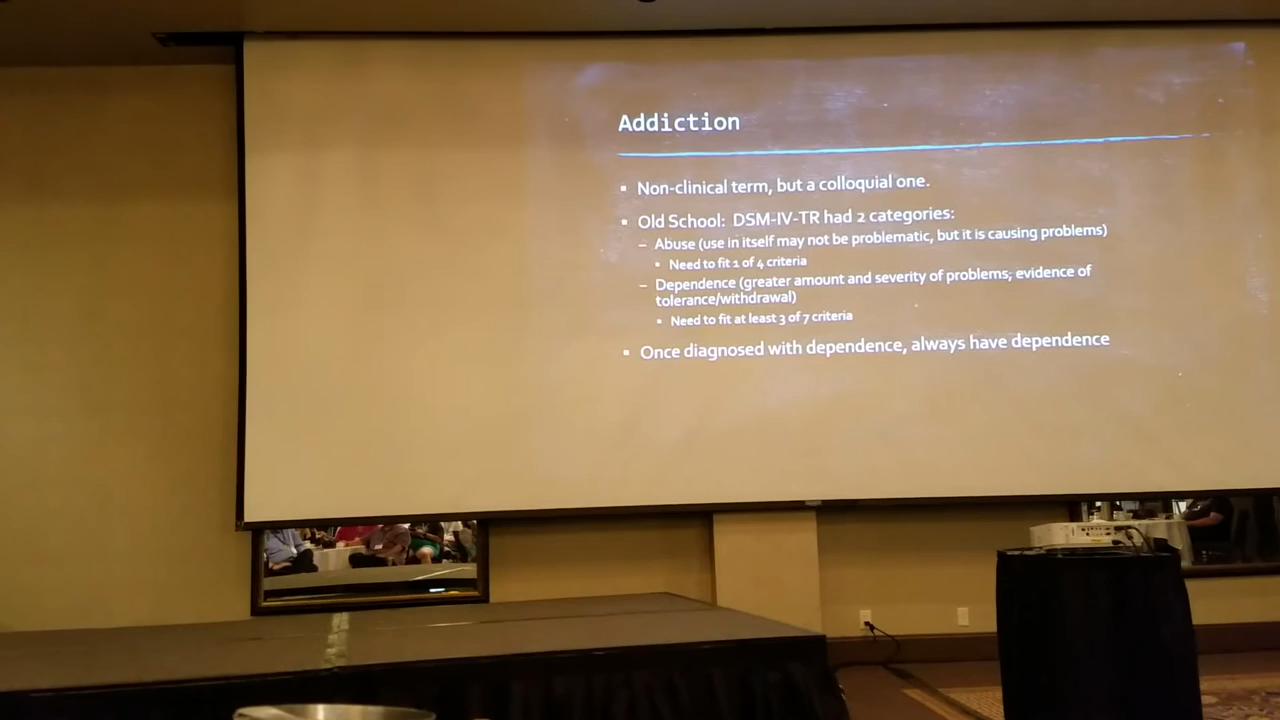 Addiction
Non-clinical term, but a colloquial one.
Old School: DSM-IV-TR had 2 categories:
– Abuse (use in itself may not be problematic, but it is causing problems)
Need to fit 1 of 4 criteria
– Dependence (greater amount and severity of problems; evidence of
tolerance/withdrawal)
Need to fit at least 3 of 7 criteria
Once diagnosed with dependence, always have dependence